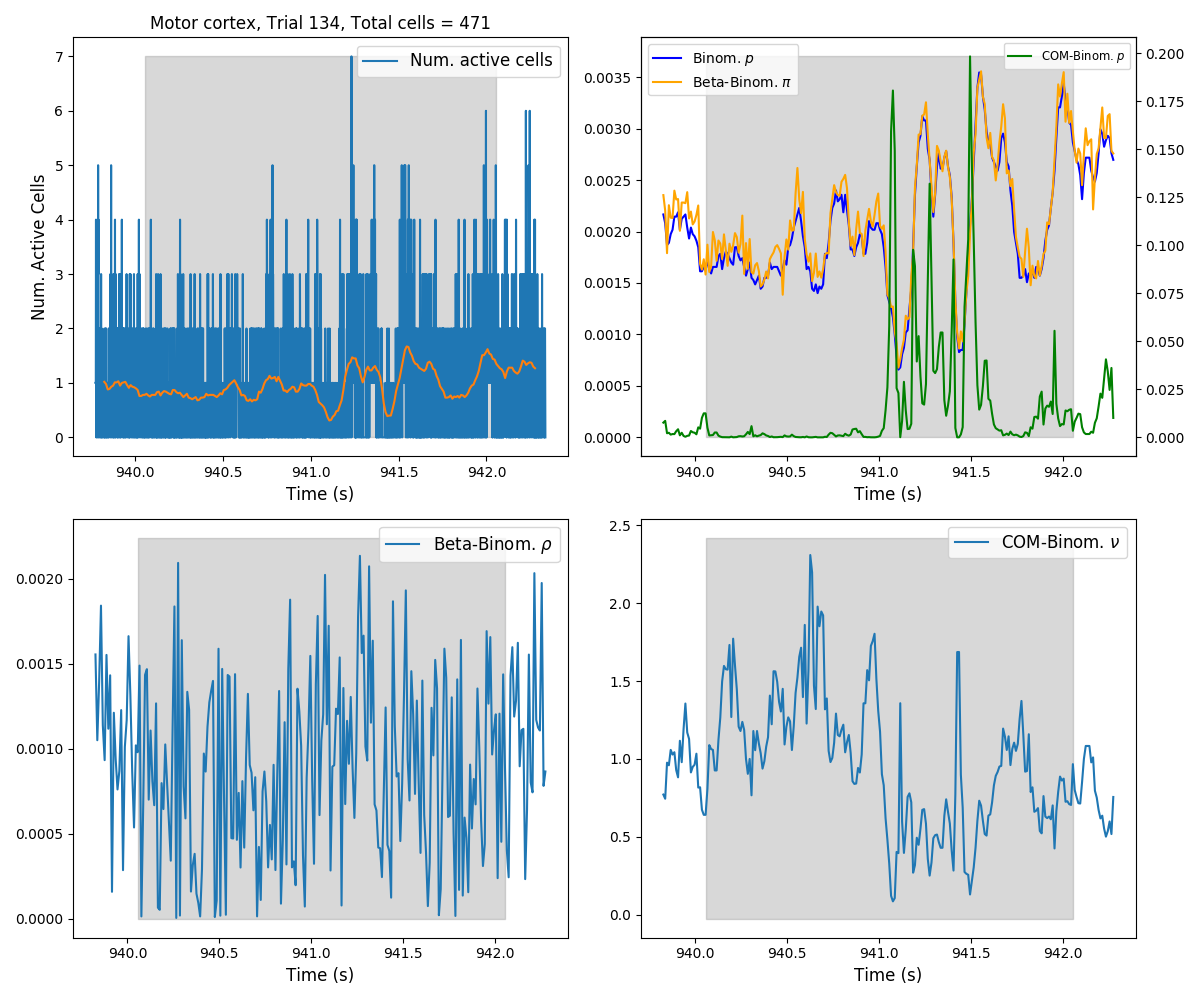 Motor cortex, Trial 134, Total cells = 471
Num. active cells
Num. Active Cells
7
6
5
4
3
2
1
0
940.0 940.5 941.0 941.5 942.0
Time (s)
Binom. p
Beta-Binom. π
COM-Binom. p
0.0035
0.0030
0.0025
0.0020
0.0015
0.0010
0.0005
0.0000
0.200
0.175
0.150
0.125
0.100
0.075
0.050
0.025
0.000
940.0 940.5 941.0 941.5 942.0
Time (s)
Beta-Binom. ρ
0.0020
0.0015
0.0010
0.0005
0.0000
940.0 940.5 941.0 941.5 942.0
Time (s)
COM-Binom. ν
2.5
2.0
1.5
1.0
0.5
0.0
940.0 940.5 941.0 941.5 942.0
Time (s)